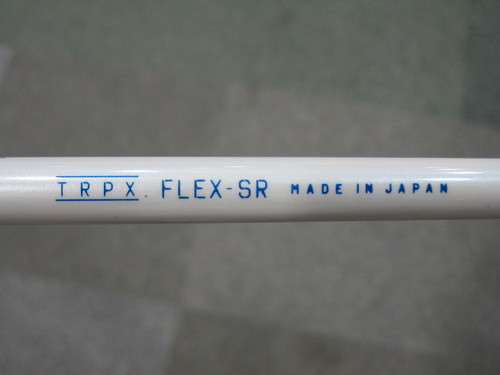 TRPX FLEX-SR MADE IN JAPAN